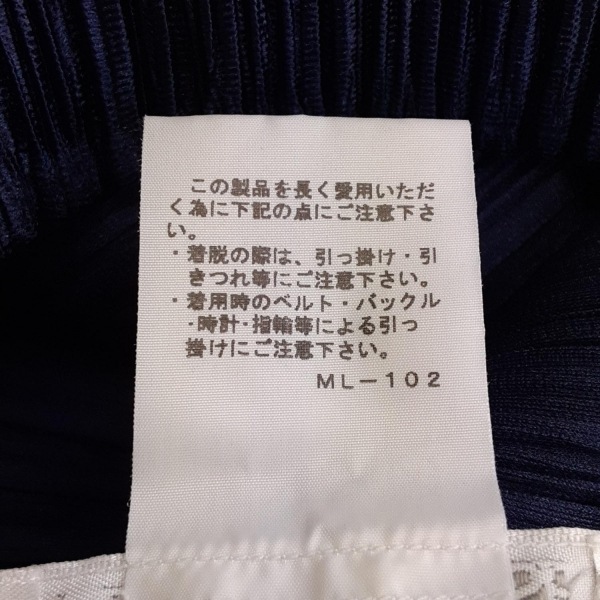 この製品を長く愛用いただ
く為に下記の点にご注意下さ
い。
・着脱の際は、引っ掛け・引
きつれ等にご注意下さい。
・着用時のベルト・バックル
・時計・指輪等による引っ
掛けにご注意下さい。
ML-102